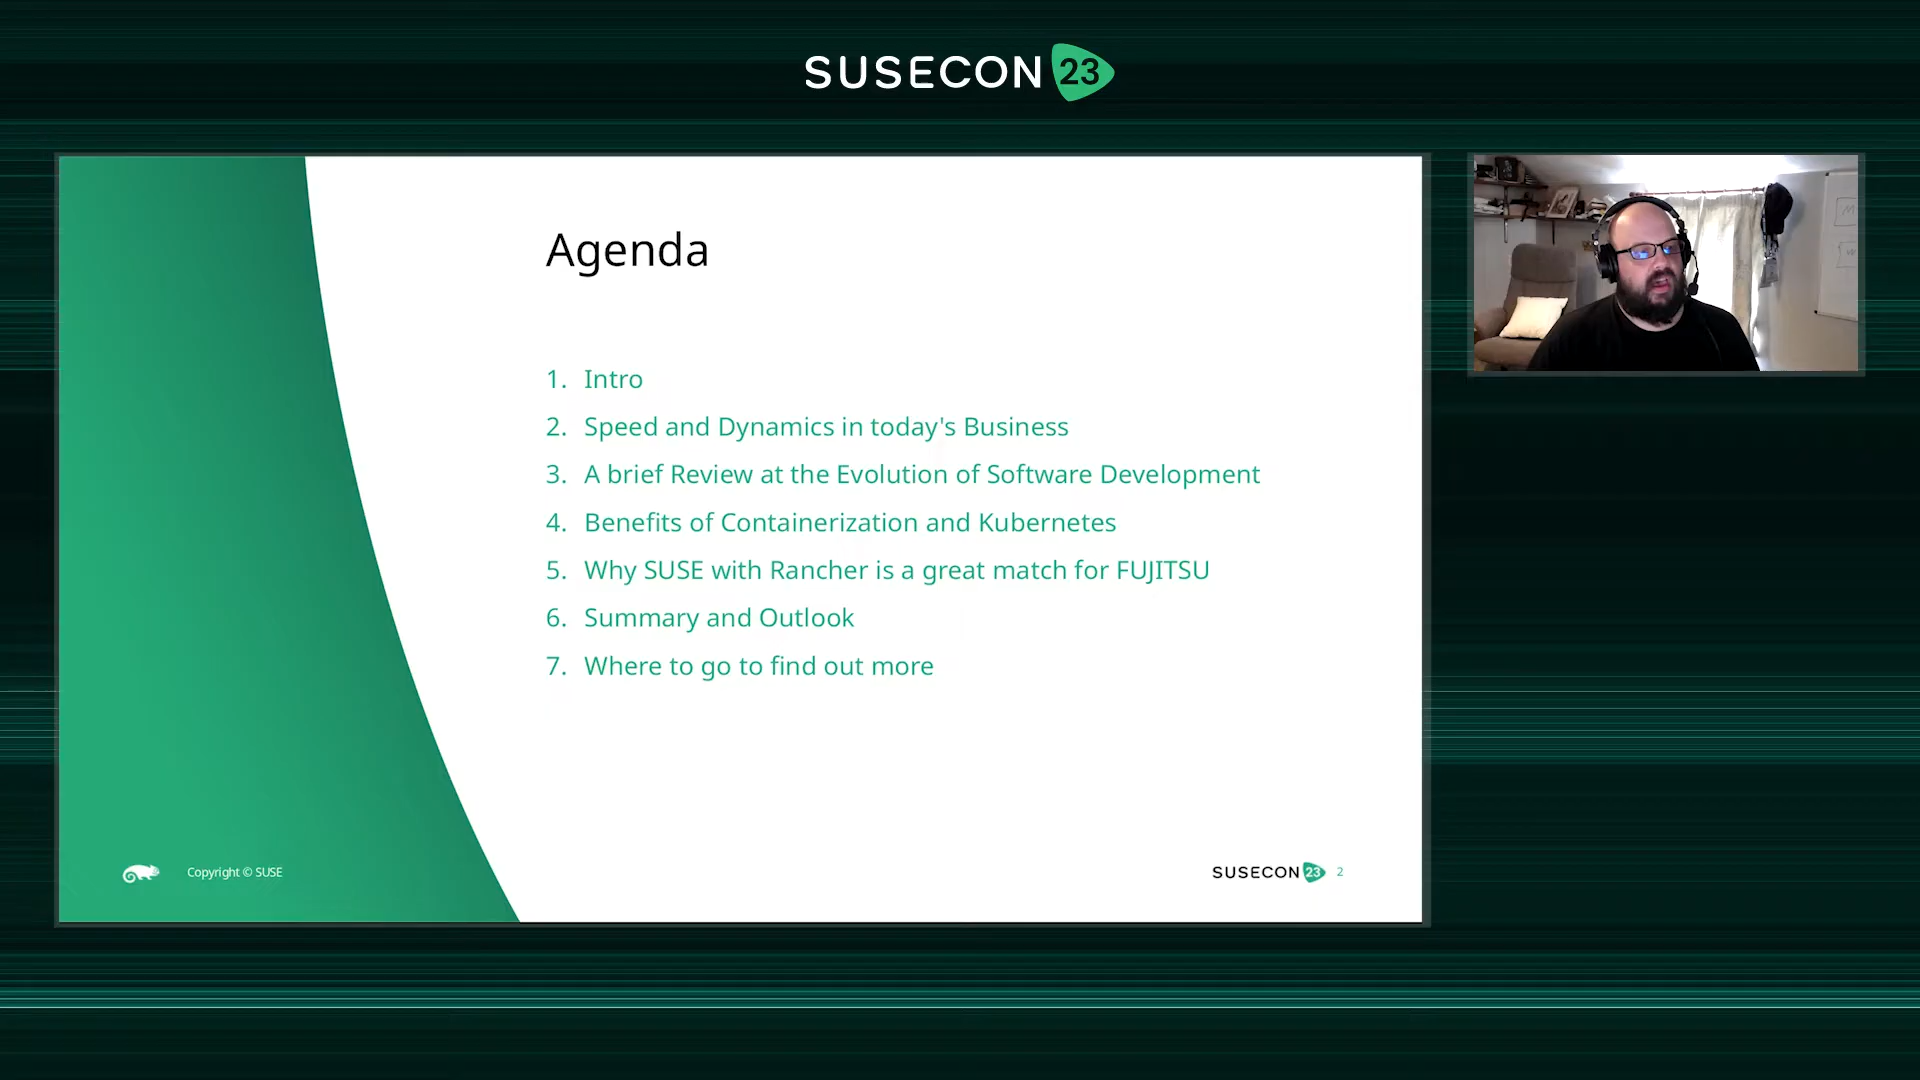 SUSECON 23
Agenda
1. Intro
2. Speed and Dynamics in today's Business
3. A brief Review at the Evolution of Software Development
4. Benefits of Containerization and Kubernetes
5. Why SUSE with Rancher is a great match for FUJITSU
6. Summary and Outlook
7. Where to go to find out more
Copyright © SUSE
SUSECON 23 2